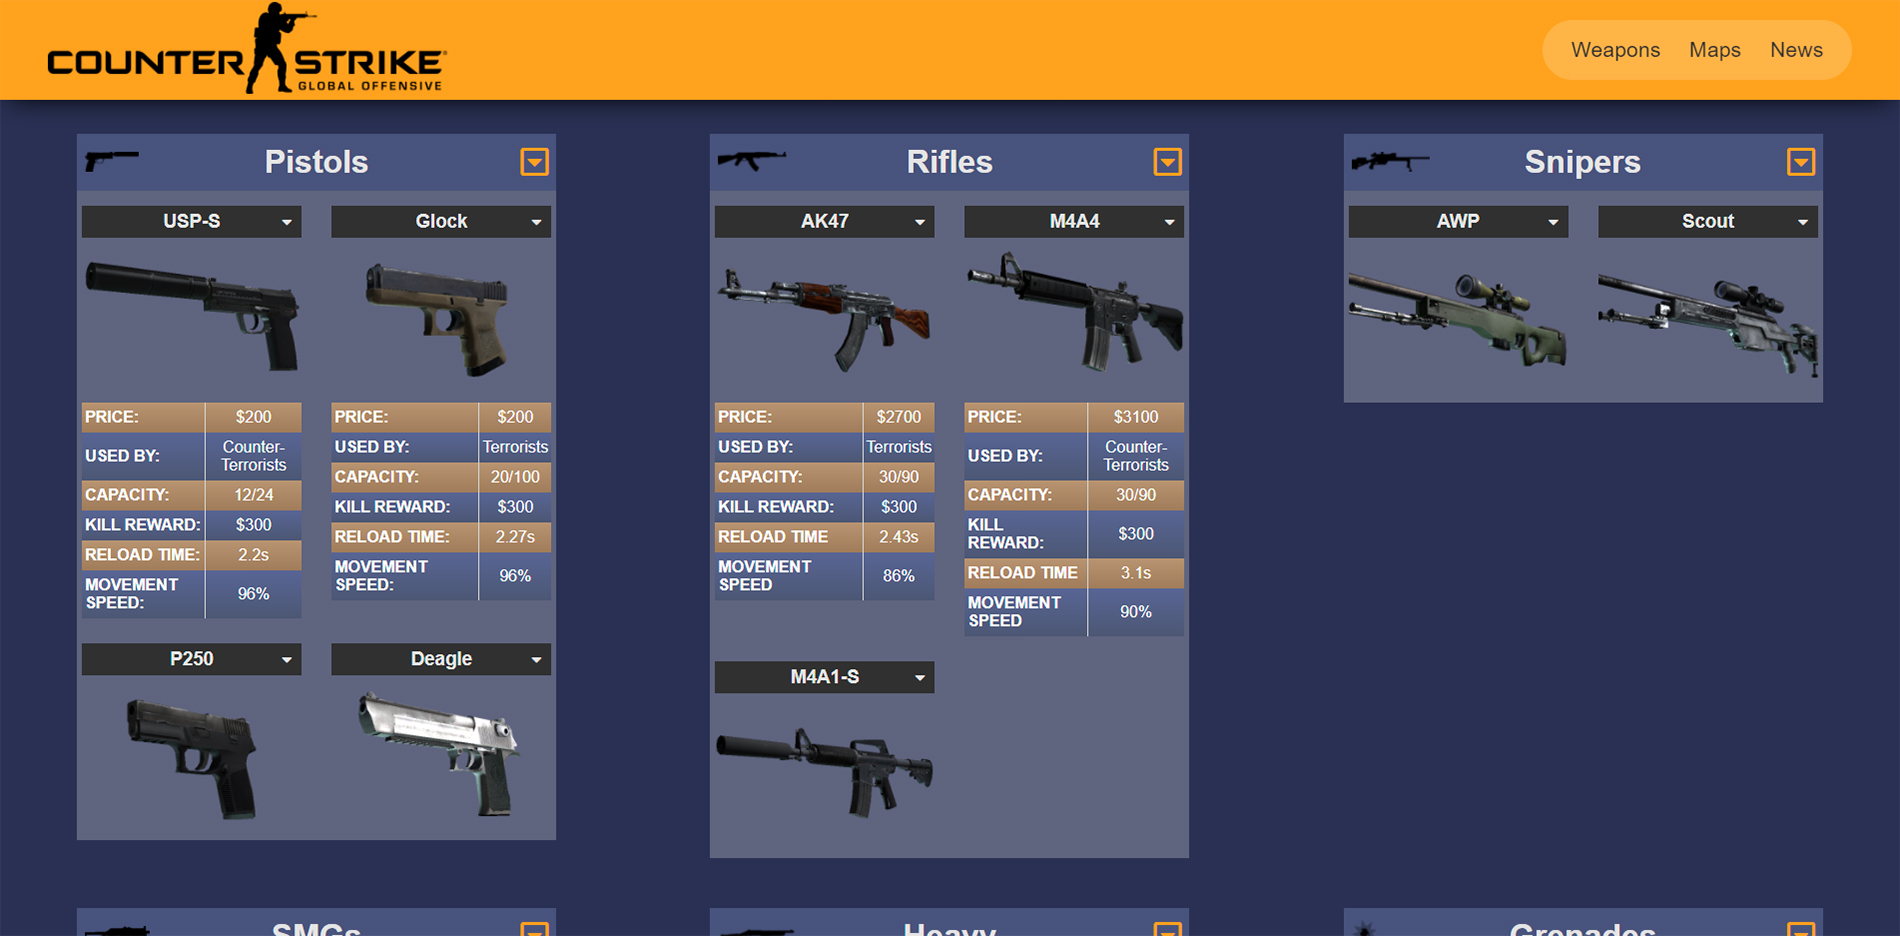 COUNTER STRIKE
GLOBAL OFFENSIVE
Weapons Maps News
Pistols
USP-S
Glock
PRICE: $200
USED BY: Counter-
Terrorists
CAPACITY: 12/24
KILL REWARD: $300
RELOAD TIME: 2.2s
MOVEMENT
SPEED: 96%
PRICE: $200
USED BY: Terrorists
CAPACITY: 20/100
KILL REWARD: $300
RELOAD TIME: 2.27s
MOVEMENT
SPEED: 96%
P250
Deagle
Rifles
AK47
M4A4
PRICE: $2700
USED BY: Terrorists
CAPACITY: 30/90
KILL REWARD: $300
RELOAD TIME 2.43s
MOVEMENT
SPEED 86%
PRICE: $3100
USED BY: Counter-
Terrorists
CAPACITY: 30/90
KILL
REWARD: $300
RELOAD TIME 3.1s
MOVEMENT
SPEED 90%
M4A1-S
Snipers
AWP
Scout
SMGs
Heavy
Grenades